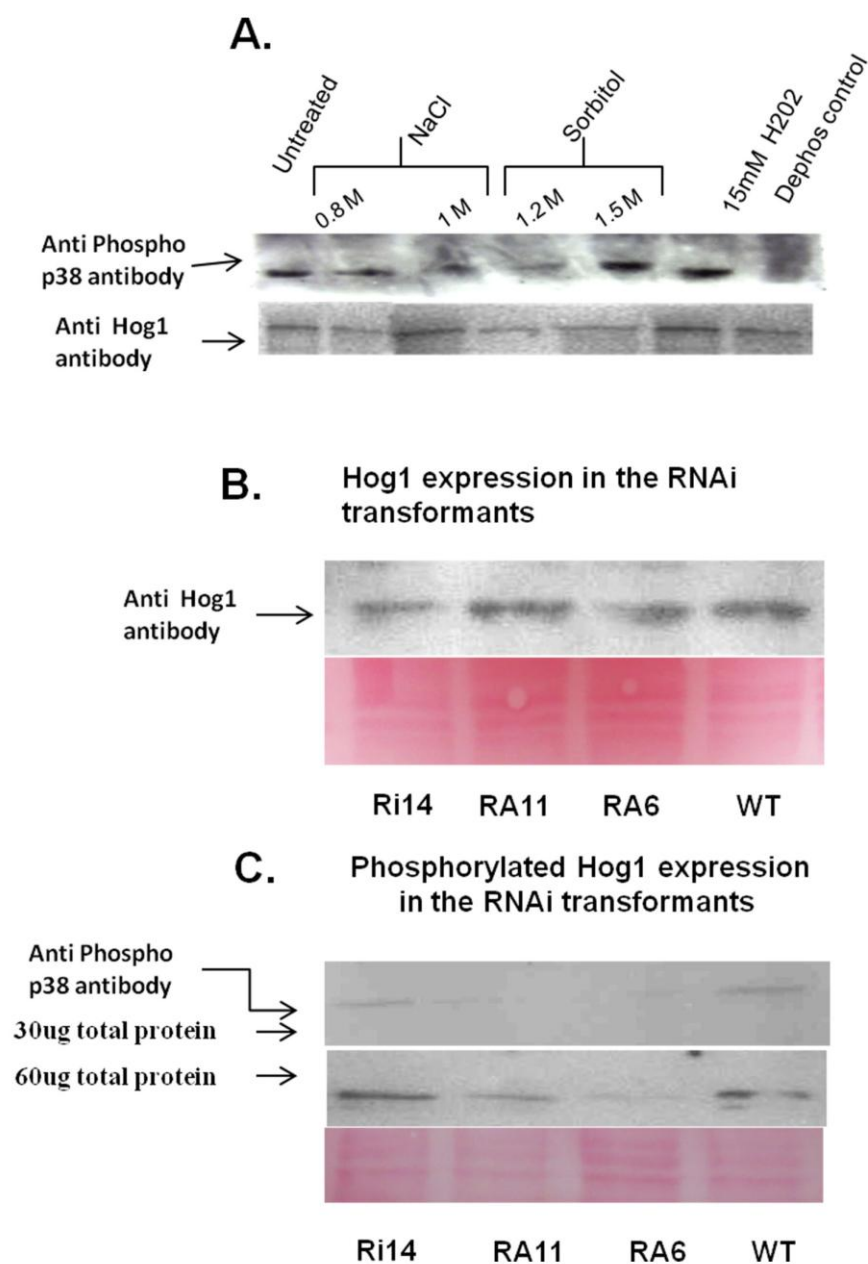 A.
Untreated
NaCl
Sorbitol
15mM H202
Dephos control
0.8 M
1 M
1.2 M
1.5 M
Anti Phospho
p38 antibody
Anti Hog1
antibody
B.
Hog1 expression in the RNAi
transformants
Anti Hog1
antibody
Ri14 RA11 RA6 WT
C.
Phosphorylated Hog1 expression
in the RNAi transformants
Anti Phospho
p38 antibody
30ug total protein
60ug total protein
Ri14 RA11 RA6 WT